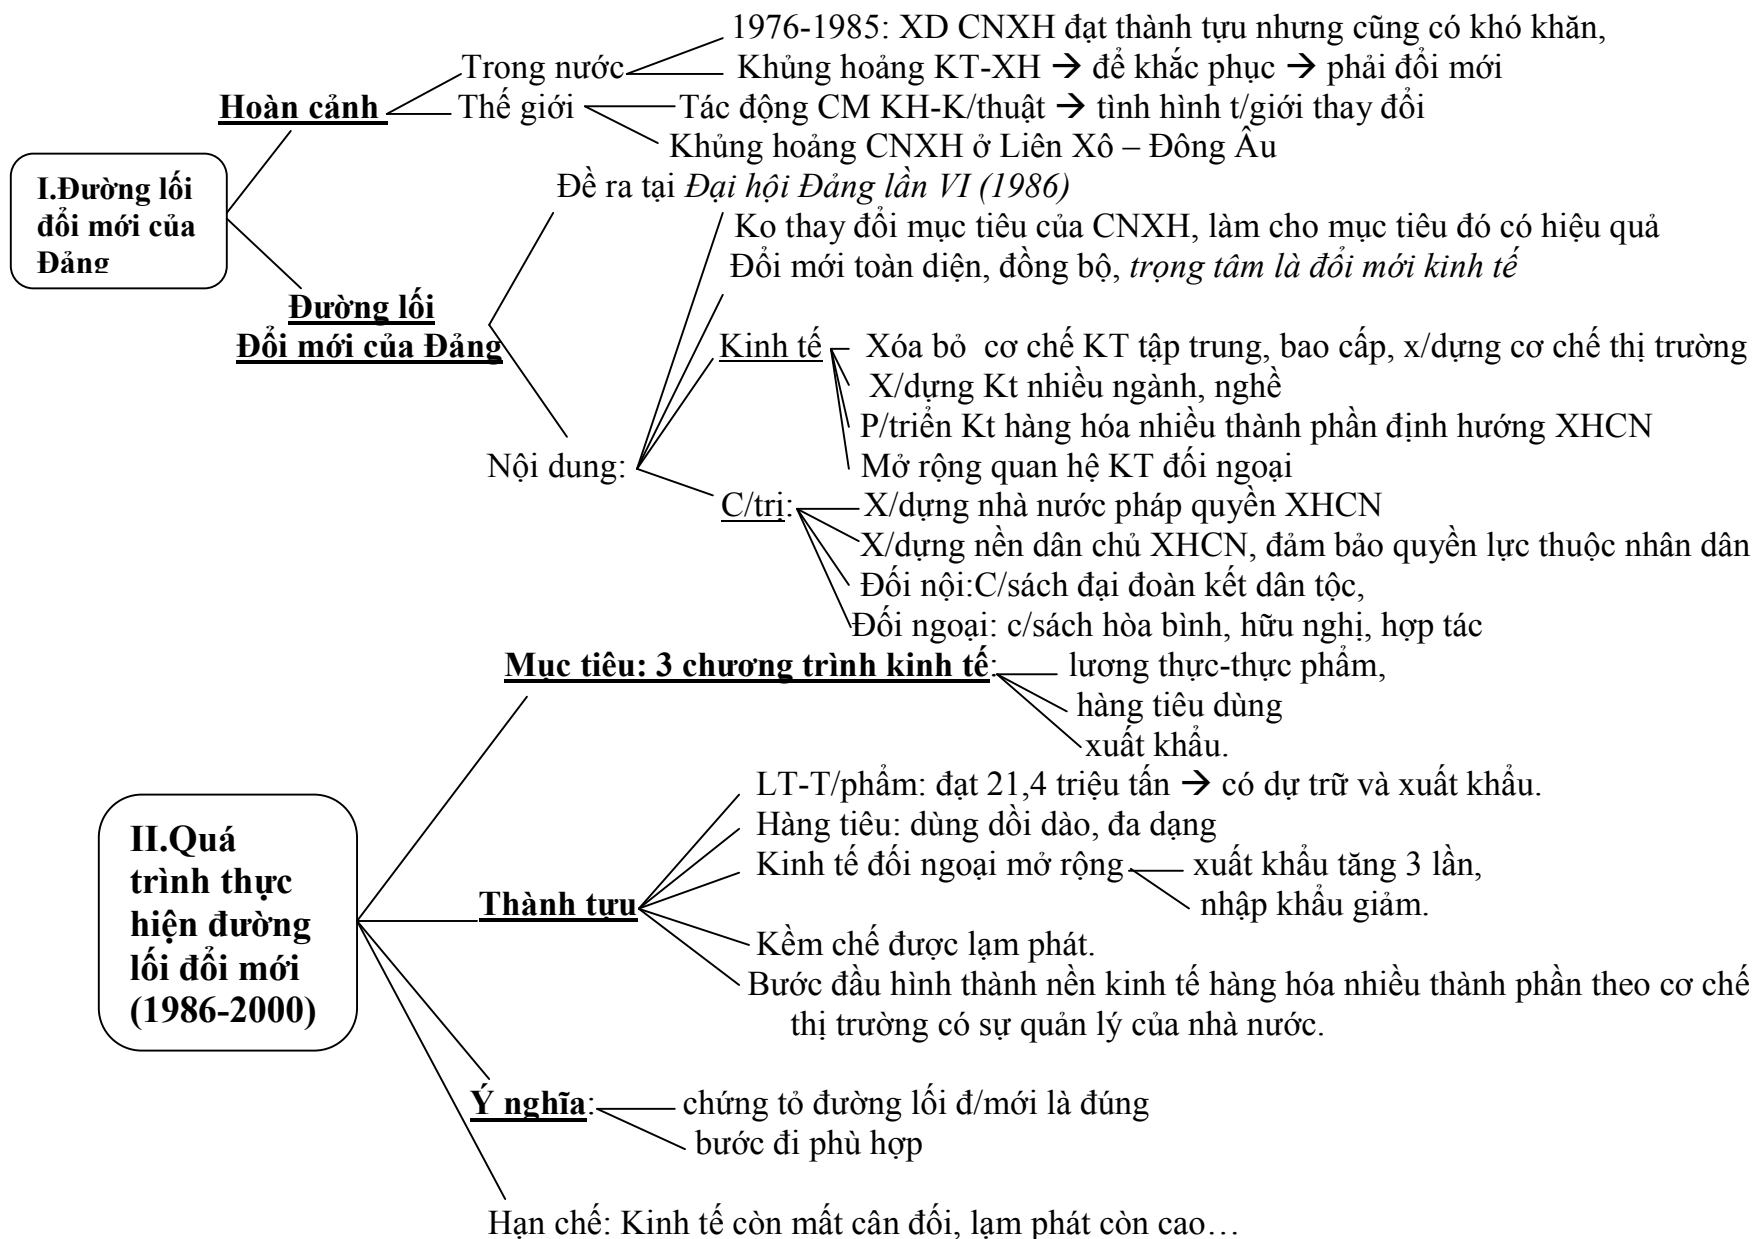 1976-1985: XD CNXH đạt thành tựu nhưng cũng có khó khăn,
Trong nước
Khủng hoảng KT-XH → để khắc phục → phải đổi mới
Hoàn cảnh
Thế giới
Tác động CM KH-K/thuật → tình hình t/giới thay đổi
Khủng hoảng CNXH ở Liên Xô – Đông Âu
I.Đường lối
đổi mới của
Đảng
Đề ra tại Đại hội Đảng lần VI (1986)
Ko thay đổi mục tiêu của CNXH, làm cho mục tiêu đó có hiệu quả
Đổi mới toàn diện, đồng bộ, trọng tâm là đổi mới kinh tế
Đường lối
Đổi mới của Đảng
Kinh tế
Xóa bỏ cơ chế KT tập trung, bao cấp, x/dựng cơ chế thị trường
X/dựng Kt nhiều ngành, nghề
P/triển Kt hàng hóa nhiều thành phần định hướng XHCN
Nội dung:
Mở rộng quan hệ KT đối ngoại
C/trị:
X/dựng nhà nước pháp quyền XHCN
X/dựng nền dân chủ XHCN, đảm bảo quyền lực thuộc nhân dân
Đối nội:C/sách đại đoàn kết dân tộc,
Đối ngoại: c/sách hòa bình, hữu nghị, hợp tác
Mục tiêu: 3 chương trình kinh tế:
lương thực-thực phẩm,
hàng tiêu dùng
xuất khẩu.
II.Quá
trình thực
hiện đường
lối đổi mới
(1986-2000)
LT-T/phẩm: đạt 21,4 triệu tấn → có dự trữ và xuất khẩu.
Hàng tiêu: dùng dồi dào, đa dạng
Kinh tế đối ngoại mở rộng
xuất khẩu tăng 3 lần,
nhập khẩu giảm.
Thành tựu
Kềm chế được lạm phát.
Bước đầu hình thành nền kinh tế hàng hóa nhiều thành phần theo cơ chế
thị trường có sự quản lý của nhà nước.
Ý nghĩa:
chứng tỏ đường lối đ/mới là đúng
bước đi phù hợp
Hạn chế: Kinh tế còn mất cân đối, lạm phát còn cao…